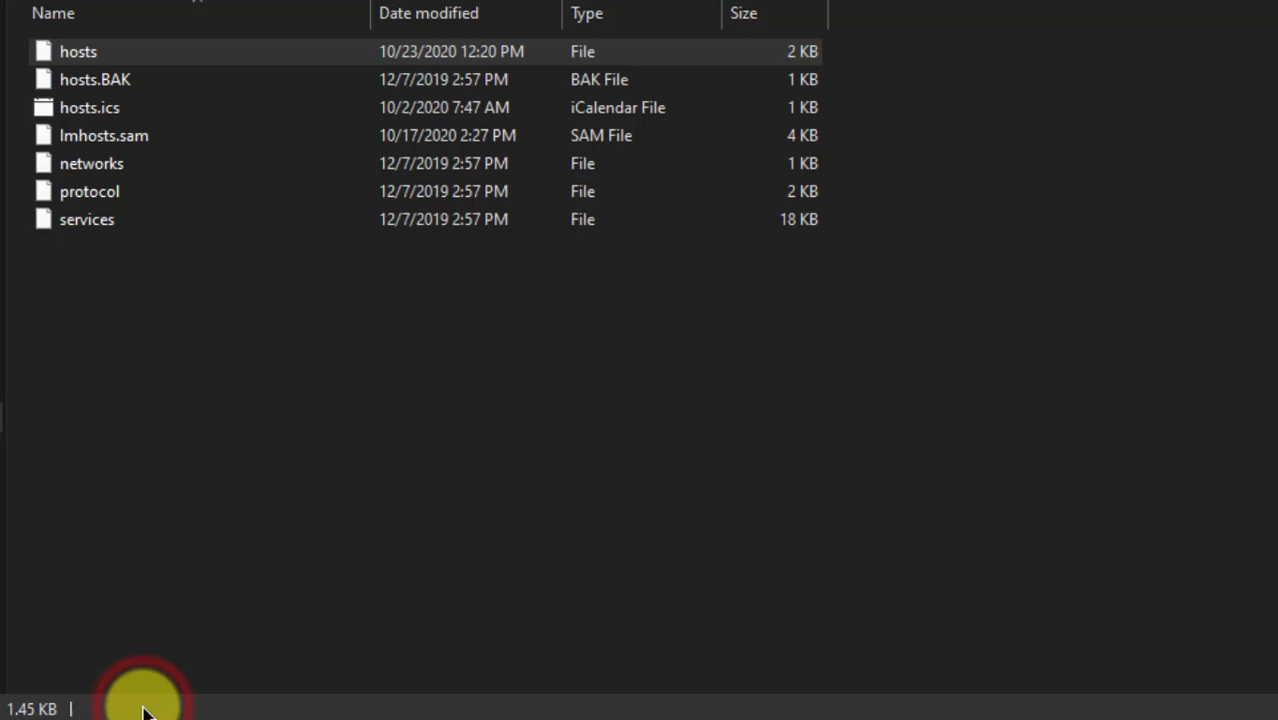 Name Date modified Type Size
hosts 10/23/2020 12:20 PM File 2 KB
hosts.BAK 12/7/2019 2:57 PM BAK File 1 KB
hosts.ics 10/2/2020 7:47 AM iCalendar File 1 KB
lmhosts.sam 10/17/2020 2:27 PM SAM File 4 KB
networks 12/7/2019 2:57 PM File 1 KB
protocol 12/7/2019 2:57 PM File 2 KB
services 12/7/2019 2:57 PM File 18 KB
1.45 KB